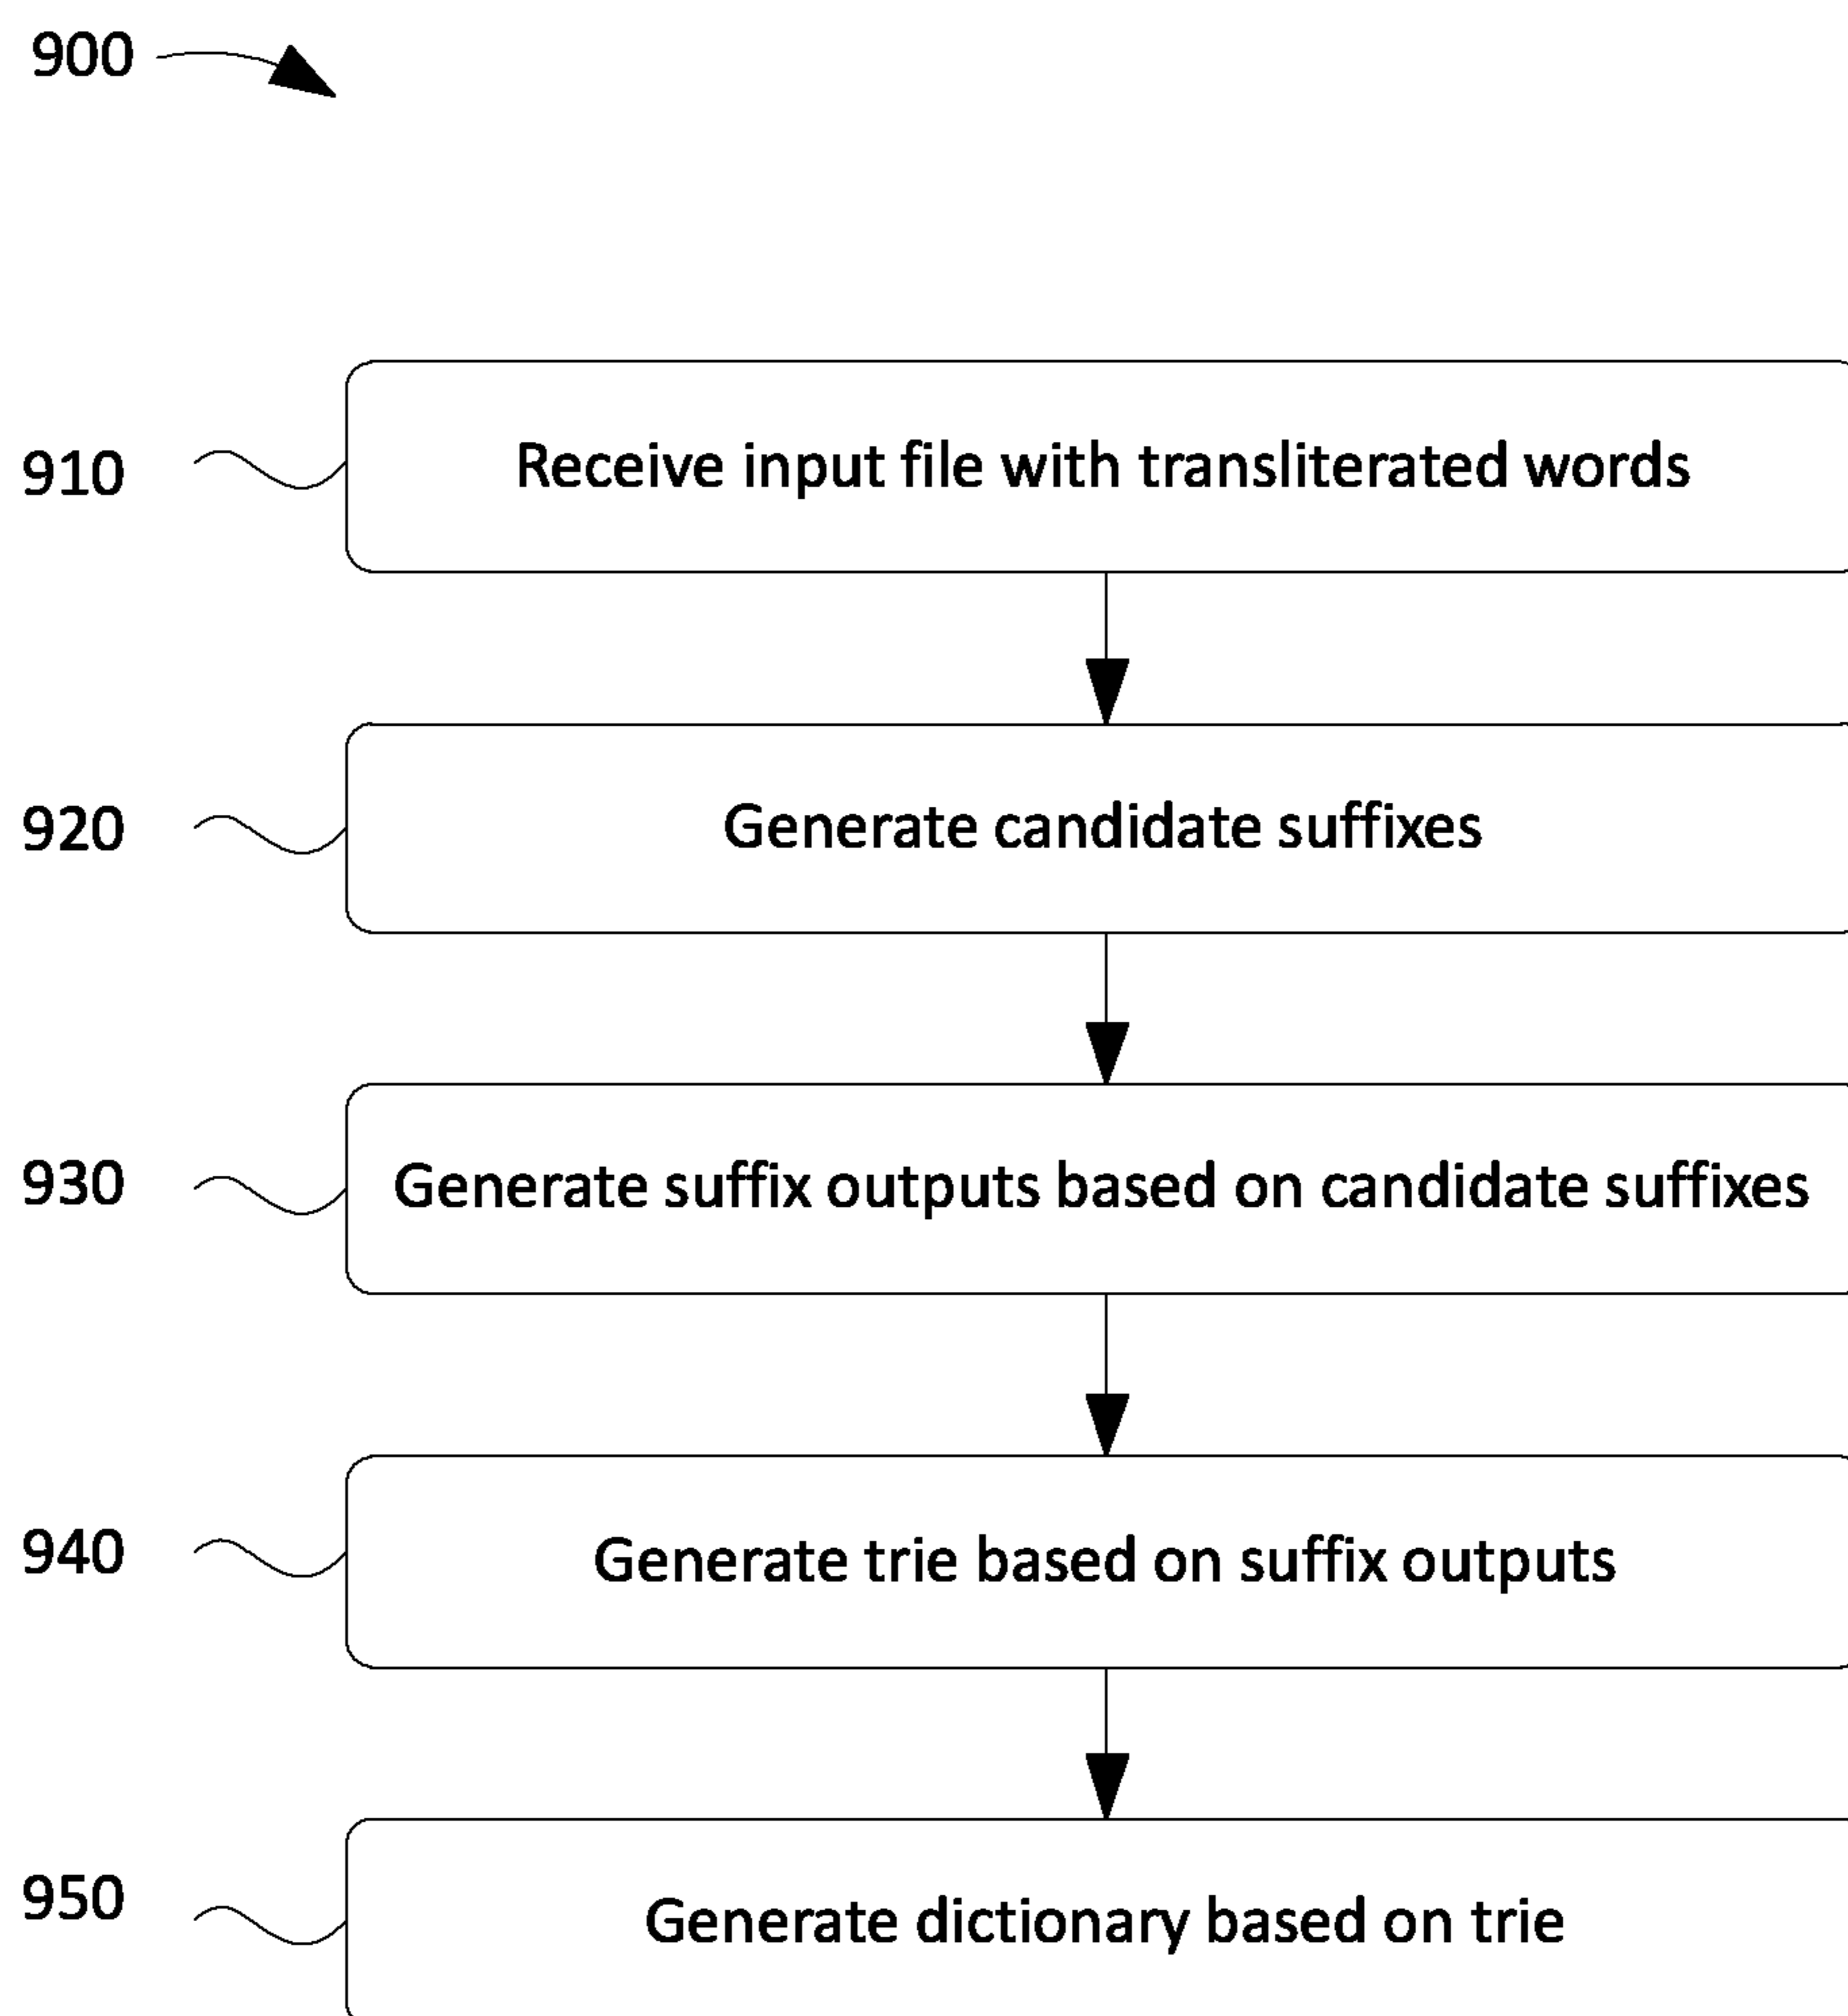 900
910 Receive input file with transliterated words
920 Generate candidate suffixes
930 Generate suffix outputs based on candidate suffixes
940 Generate trie based on suffix outputs
950 Generate dictionary based on trie